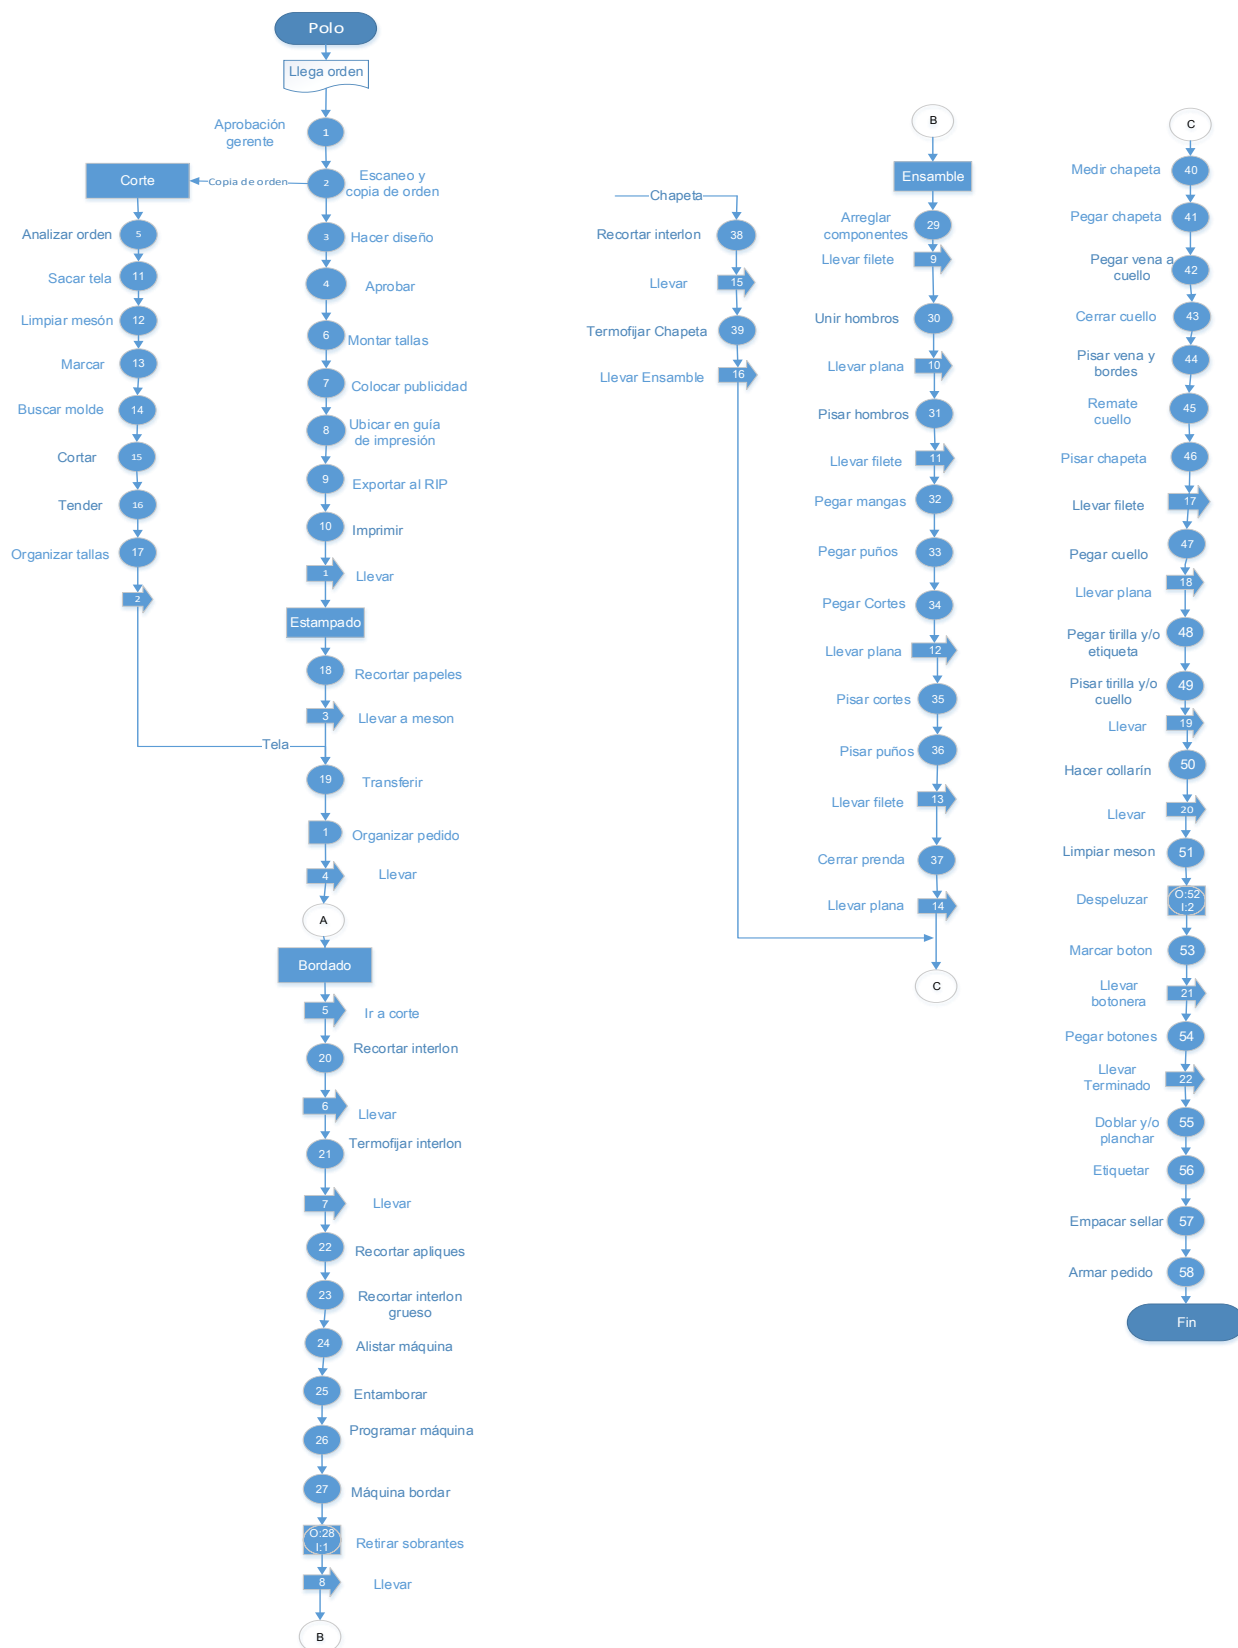 Polo
Llega orden
Aprobación
gerente
1
Corte
Copia de orden
2
Escaneo y
copia de orden
Analizar orden
5
3
Hacer diseño
Sacar tela
11
4
Aprobar
Limpiar mesón
12
6
Montar tallas
Marcar
13
7
Colocar publicidad
Buscar molde
14
8
Ubicar en guía
de impresión
Cortar
15
9
Exportar al RIP
Tender
16
10
Imprimir
Organizar tallas
17
1
Llevar
2
Estampado
18
Recortar papeles
3
Llevar a meson
Tela
19
Transferir
1
Organizar pedido
4
Llevar
A
Bordado
5
Ir a corte
20
Recortar interlon
6
Llevar
21
Termofijar interlon
7
Llevar
22
Recortar apliques
23
Recortar interlon
grueso
24
Alistar máquina
25
Entamborar
26
Programar máquina
27
Máquina bordar
O:28
I:1
Retirar sobrantes
8
Llevar
B
Chapeta
Recortar interlon
38
Llevar
15
Termofijar Chapeta
39
Llevar Ensamble
16
B
Ensamble
Arreglar
componentes
29
Llevar filete
9
Unir hombros
30
Llevar plana
10
Pisar hombros
31
Llevar filete
11
Pegar mangas
32
Pegar puños
33
Pegar Cortes
34
Llevar plana
12
Pisar cortes
35
Pisar puños
36
Llevar filete
13
Cerrar prenda
37
Llevar plana
14
C
C
Medir chapeta
40
Pegar chapeta
41
Pegar vena a
cuello
42
Cerrar cuello
43
Pisar vena y
bordes
44
Remate
cuello
45
Pisar chapeta
46
Llevar filete
17
Pegar cuello
47
Llevar plana
18
Pegar tirilla y/o
etiqueta
48
Pisar tirilla y/o
cuello
49
Llevar
19
Hacer collarín
50
Llevar
20
Limpiar meson
51
Despeluzar
O:52
I:2
Marcar boton
53
Llevar
botonera
21
Pegar botones
54
Llevar
Terminado
22
Doblar y/o
planchar
55
Etiquetar
56
Empacar sellar
57
Armar pedido
58
Fin